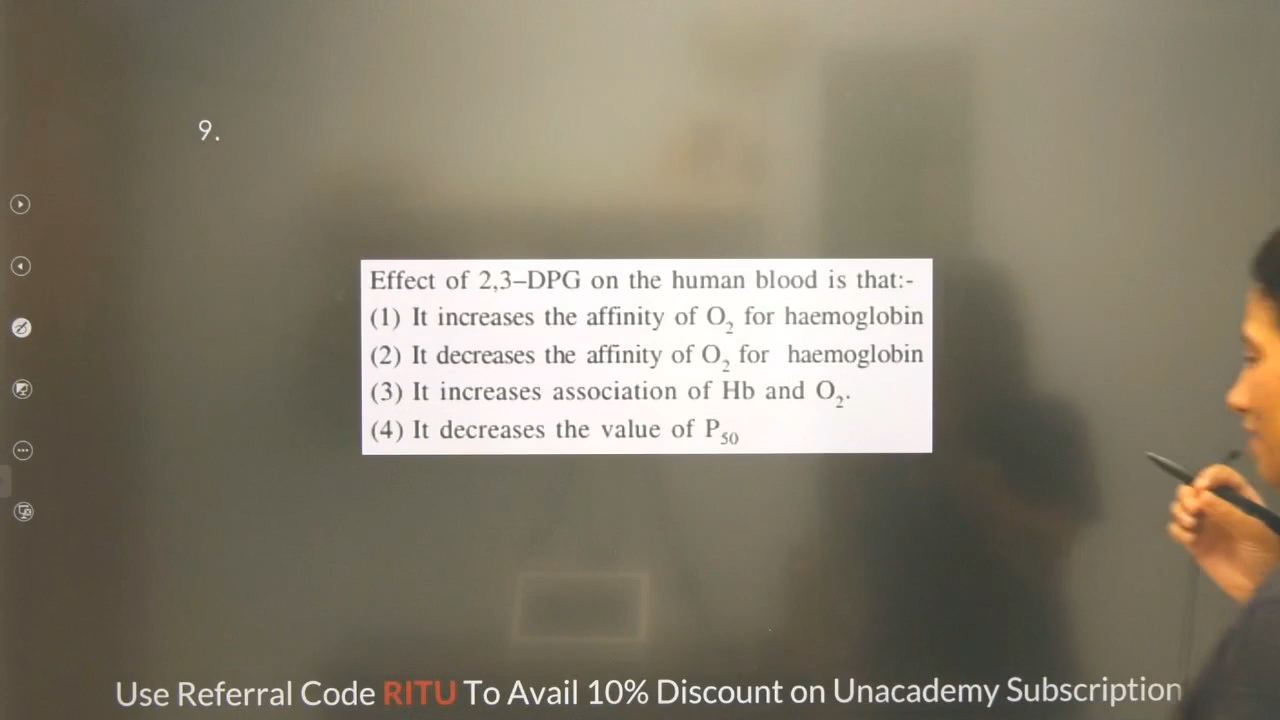 9.
Effect of 2,3–DPG on the human blood is that:-
(1) It increases the affinity of O₂ for haemoglobin
(2) It decreases the affinity of O₂ for haemoglobin
(3) It increases association of Hb and O₂.
(4) It decreases the value of P₅₀
Use Referral Code RITU To Avail 10% Discount on Unacademy Subscription